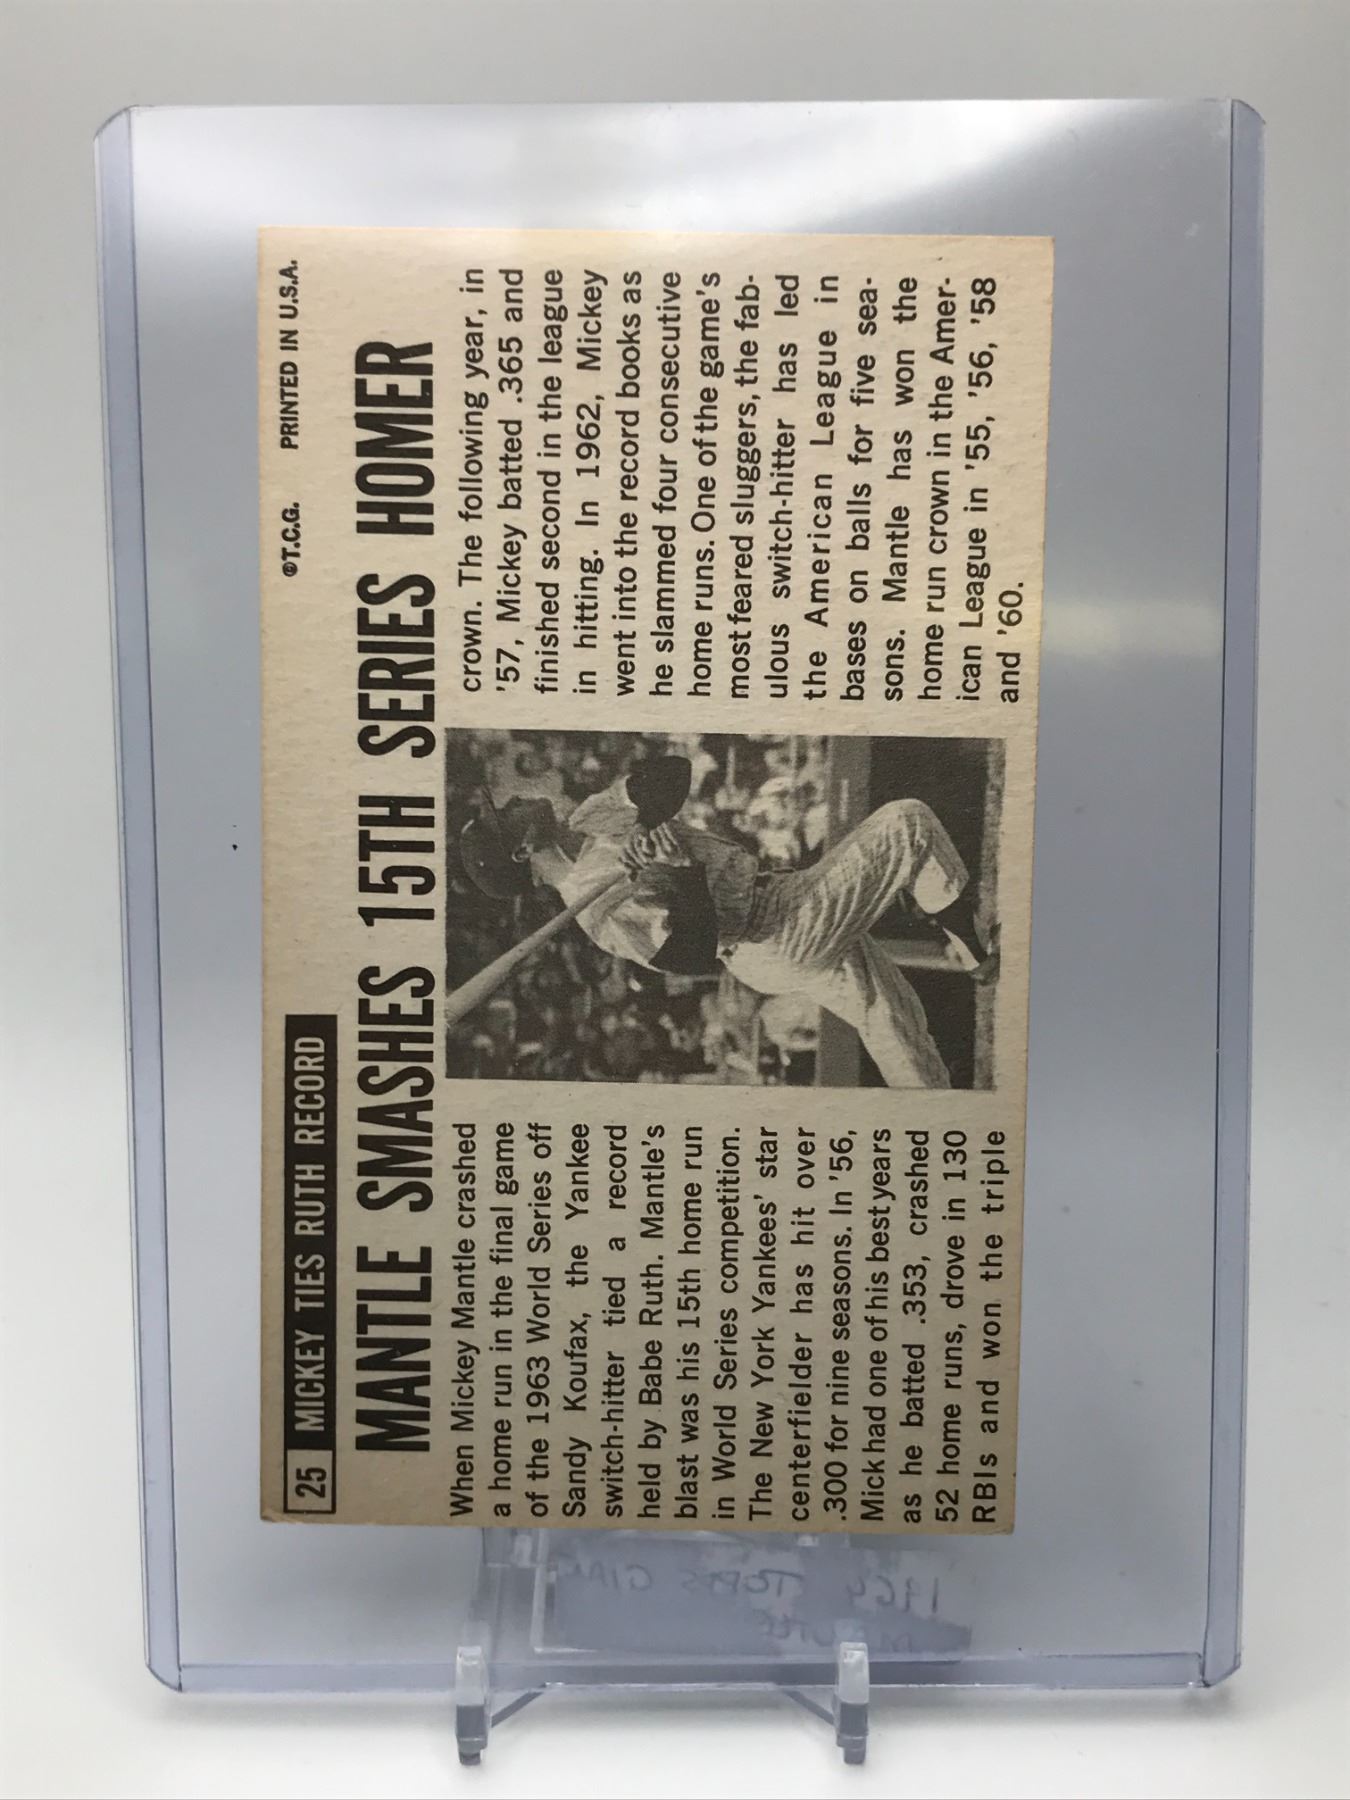 25 MICKEY TIES RUTH RECORD ©T.C.G. PRINTED IN U.S.A.
MANTLE SMASHES 15TH SERIES HOMER
When Mickey Mantle crashed
a home run in the final game
of the 1963 World Series off
Sandy Koufax, the Yankee
switch-hitter tied a record
held by Babe Ruth. Mantle's
blast was his 15th home run
in World Series competition.
The New York Yankees' star
centerfielder has hit over
.300 for nine seasons. In '56,
Mick had one of his best years
as he batted .353, crashed
52 home runs, drove in 130
RBIs and won the triple
crown. The following year, in
'57, Mickey batted .365 and
finished second in the league
in hitting. In 1962, Mickey
went into the record books as
he slammed four consecutive
home runs. One of the game's
most feared sluggers, the fab-
ulous switch-hitter has led
the American League in
bases on balls for five sea-
sons. Mantle has won the
home run crown in the Amer-
ican League in '55, '56, '58
and '60.